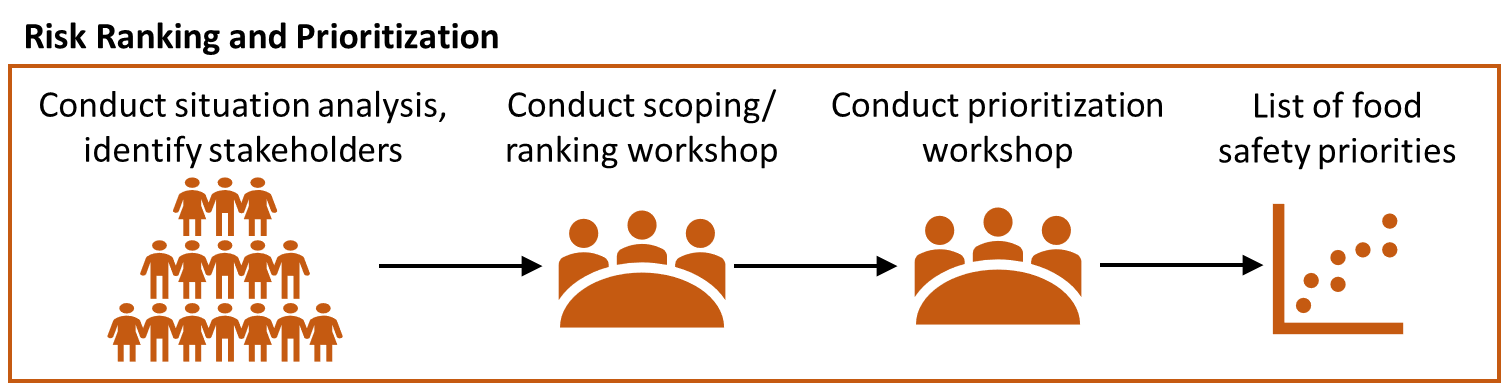 Risk Ranking and Prioritization
Conduct situation analysis,
identify stakeholders
Conduct scoping/
ranking workshop
Conduct prioritization
workshop
List of food
safety priorities